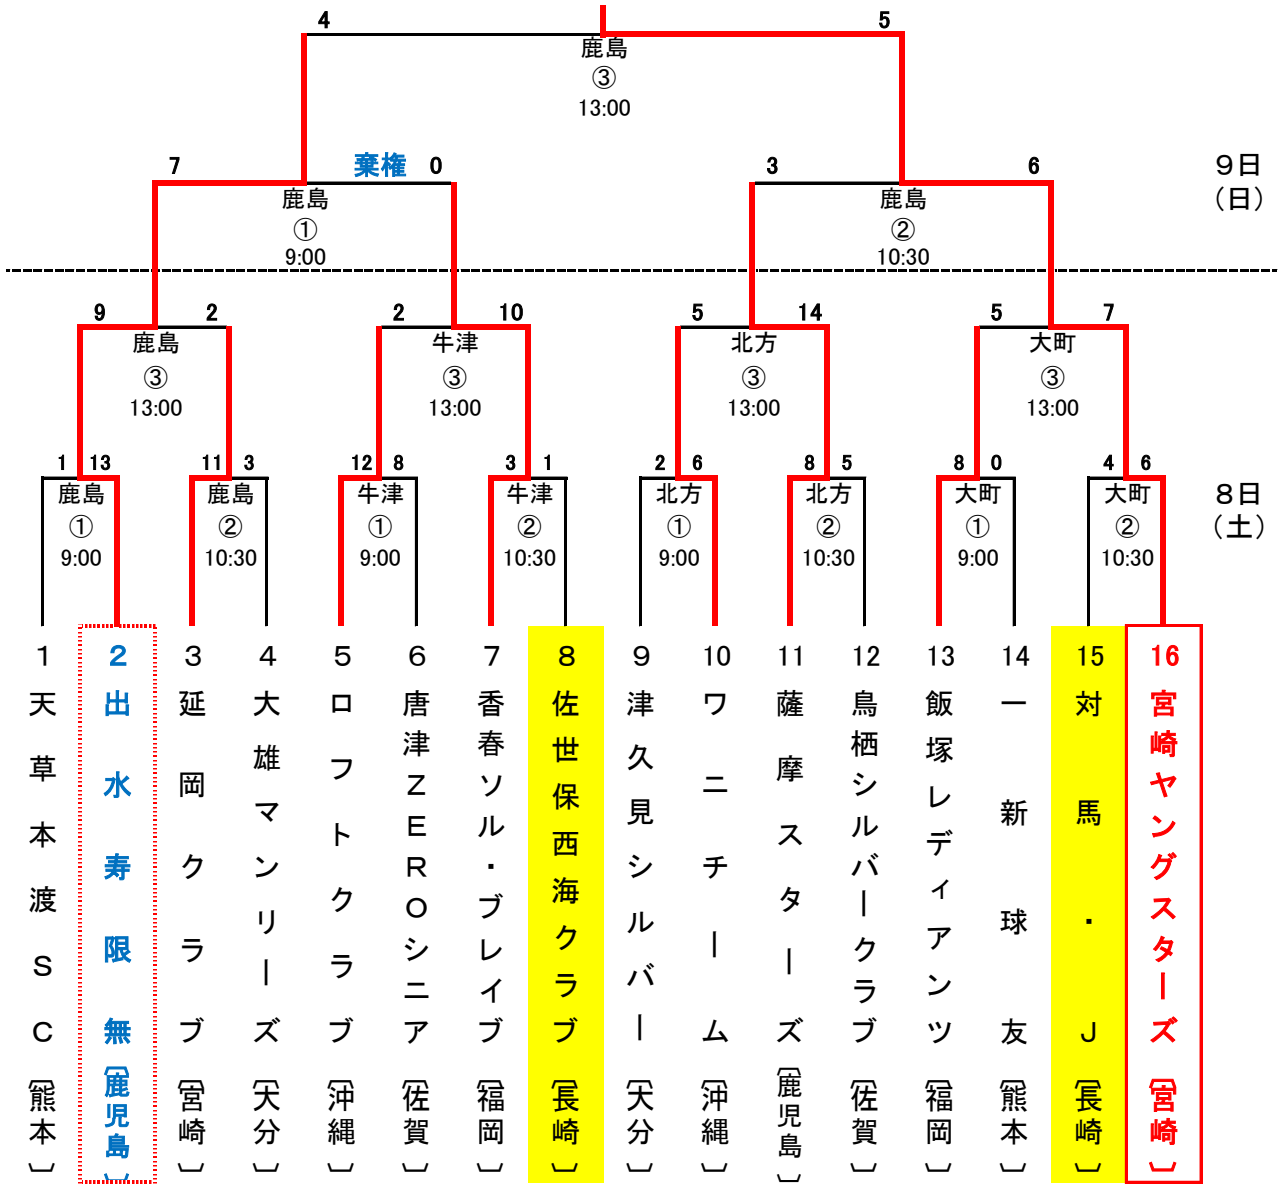 4 5
鹿島
③
13:00
7 棄権 0 3 6 9日
鹿島 鹿島 (日)
① ②
9:00 10:30
9 2 2 10 5 14 5 7
鹿島 牛津 北方 大町
③ ③ ③ ③
13:00 13:00 13:00 13:00
1 13 11 3 12 8 3 1 2 6 8 5 8 0 4 6
鹿島 鹿島 牛津 牛津 北方 北方 大町 大町 8日
① ② ① ② ① ② ① ② (土)
9:00 10:30 9:00 10:30 9:00 10:30 9:00 10:30
1 天草本渡SC 〔熊本〕
2 出水寿限無 〔鹿児島〕
3 延岡クラブ 〔宮崎〕
4 大雄マンリーズ 〔大分〕
5 ロフトクラブ 〔沖縄〕
6 唐津ZEROシニア 〔佐賀〕
7 香春ソル・ブレイブ 〔福岡〕
8 佐世保西海クラブ 〔長崎〕
9 津久見シルバー 〔大分〕
10 ワニチーム 〔沖縄〕
11 薩摩スターズ 〔鹿児島〕
12 鳥栖シルバークラブ 〔佐賀〕
13 飯塚レディアンツ 〔福岡〕
14 一新球友 〔熊本〕
15 対馬・J 〔長崎〕
16 宮崎ヤングスターズ 〔宮崎〕